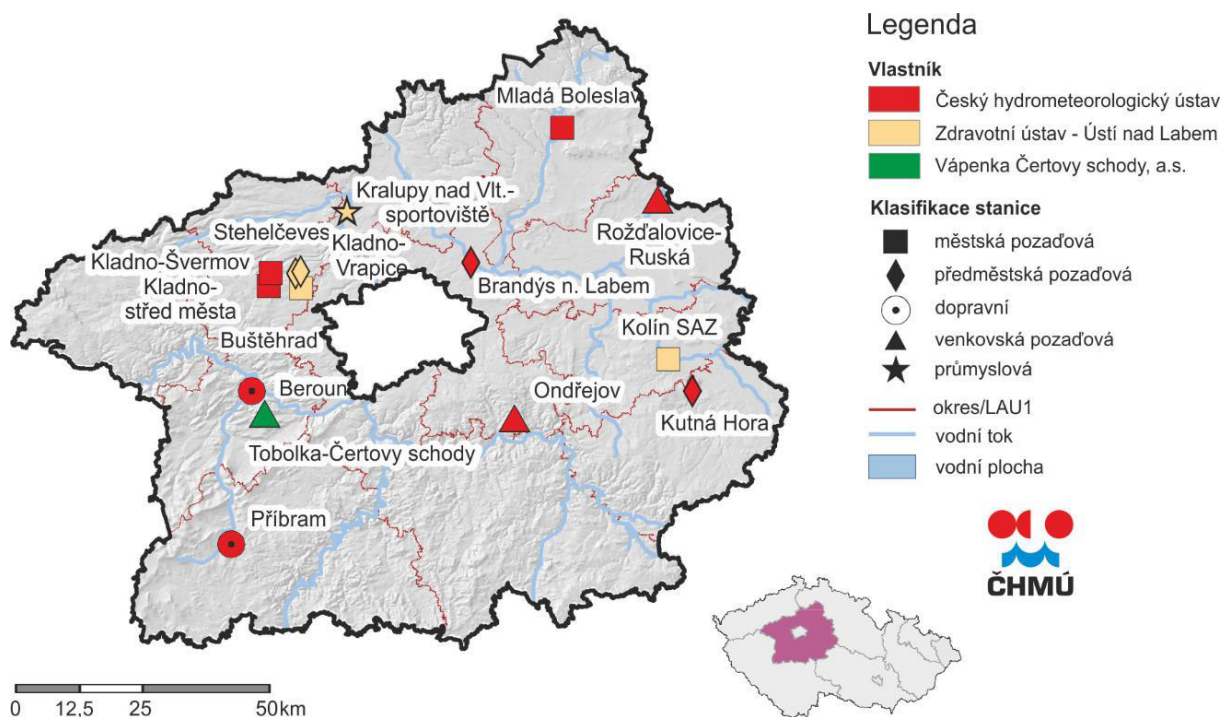 Mladá Boleslav
Kralupy nad Vlt.-
sportoviště
Stehelčeves
Kladno-
Vrapice
Rožďalovice-
Ruská
Kladno-Švermov
Kladno-
střed města
Brandýs n. Labem
Buštěhrad
Kolín SAZ
Beroun
Ondřejov
Kutná Hora
Tobolka-Čertovy schody
Příbram
0 12,5 25 50 km
Legenda
Vlastník
Český hydrometeorologický ústav
Zdravotní ústav - Ústí nad Labem
Vápenka Čertovy schody, a.s.
Klasifikace stanice
městská pozaďová
předměstská pozaďová
dopravní
venkovská pozaďová
průmyslová
okres/LAU1
vodní tok
vodní plocha
ČHMÚ